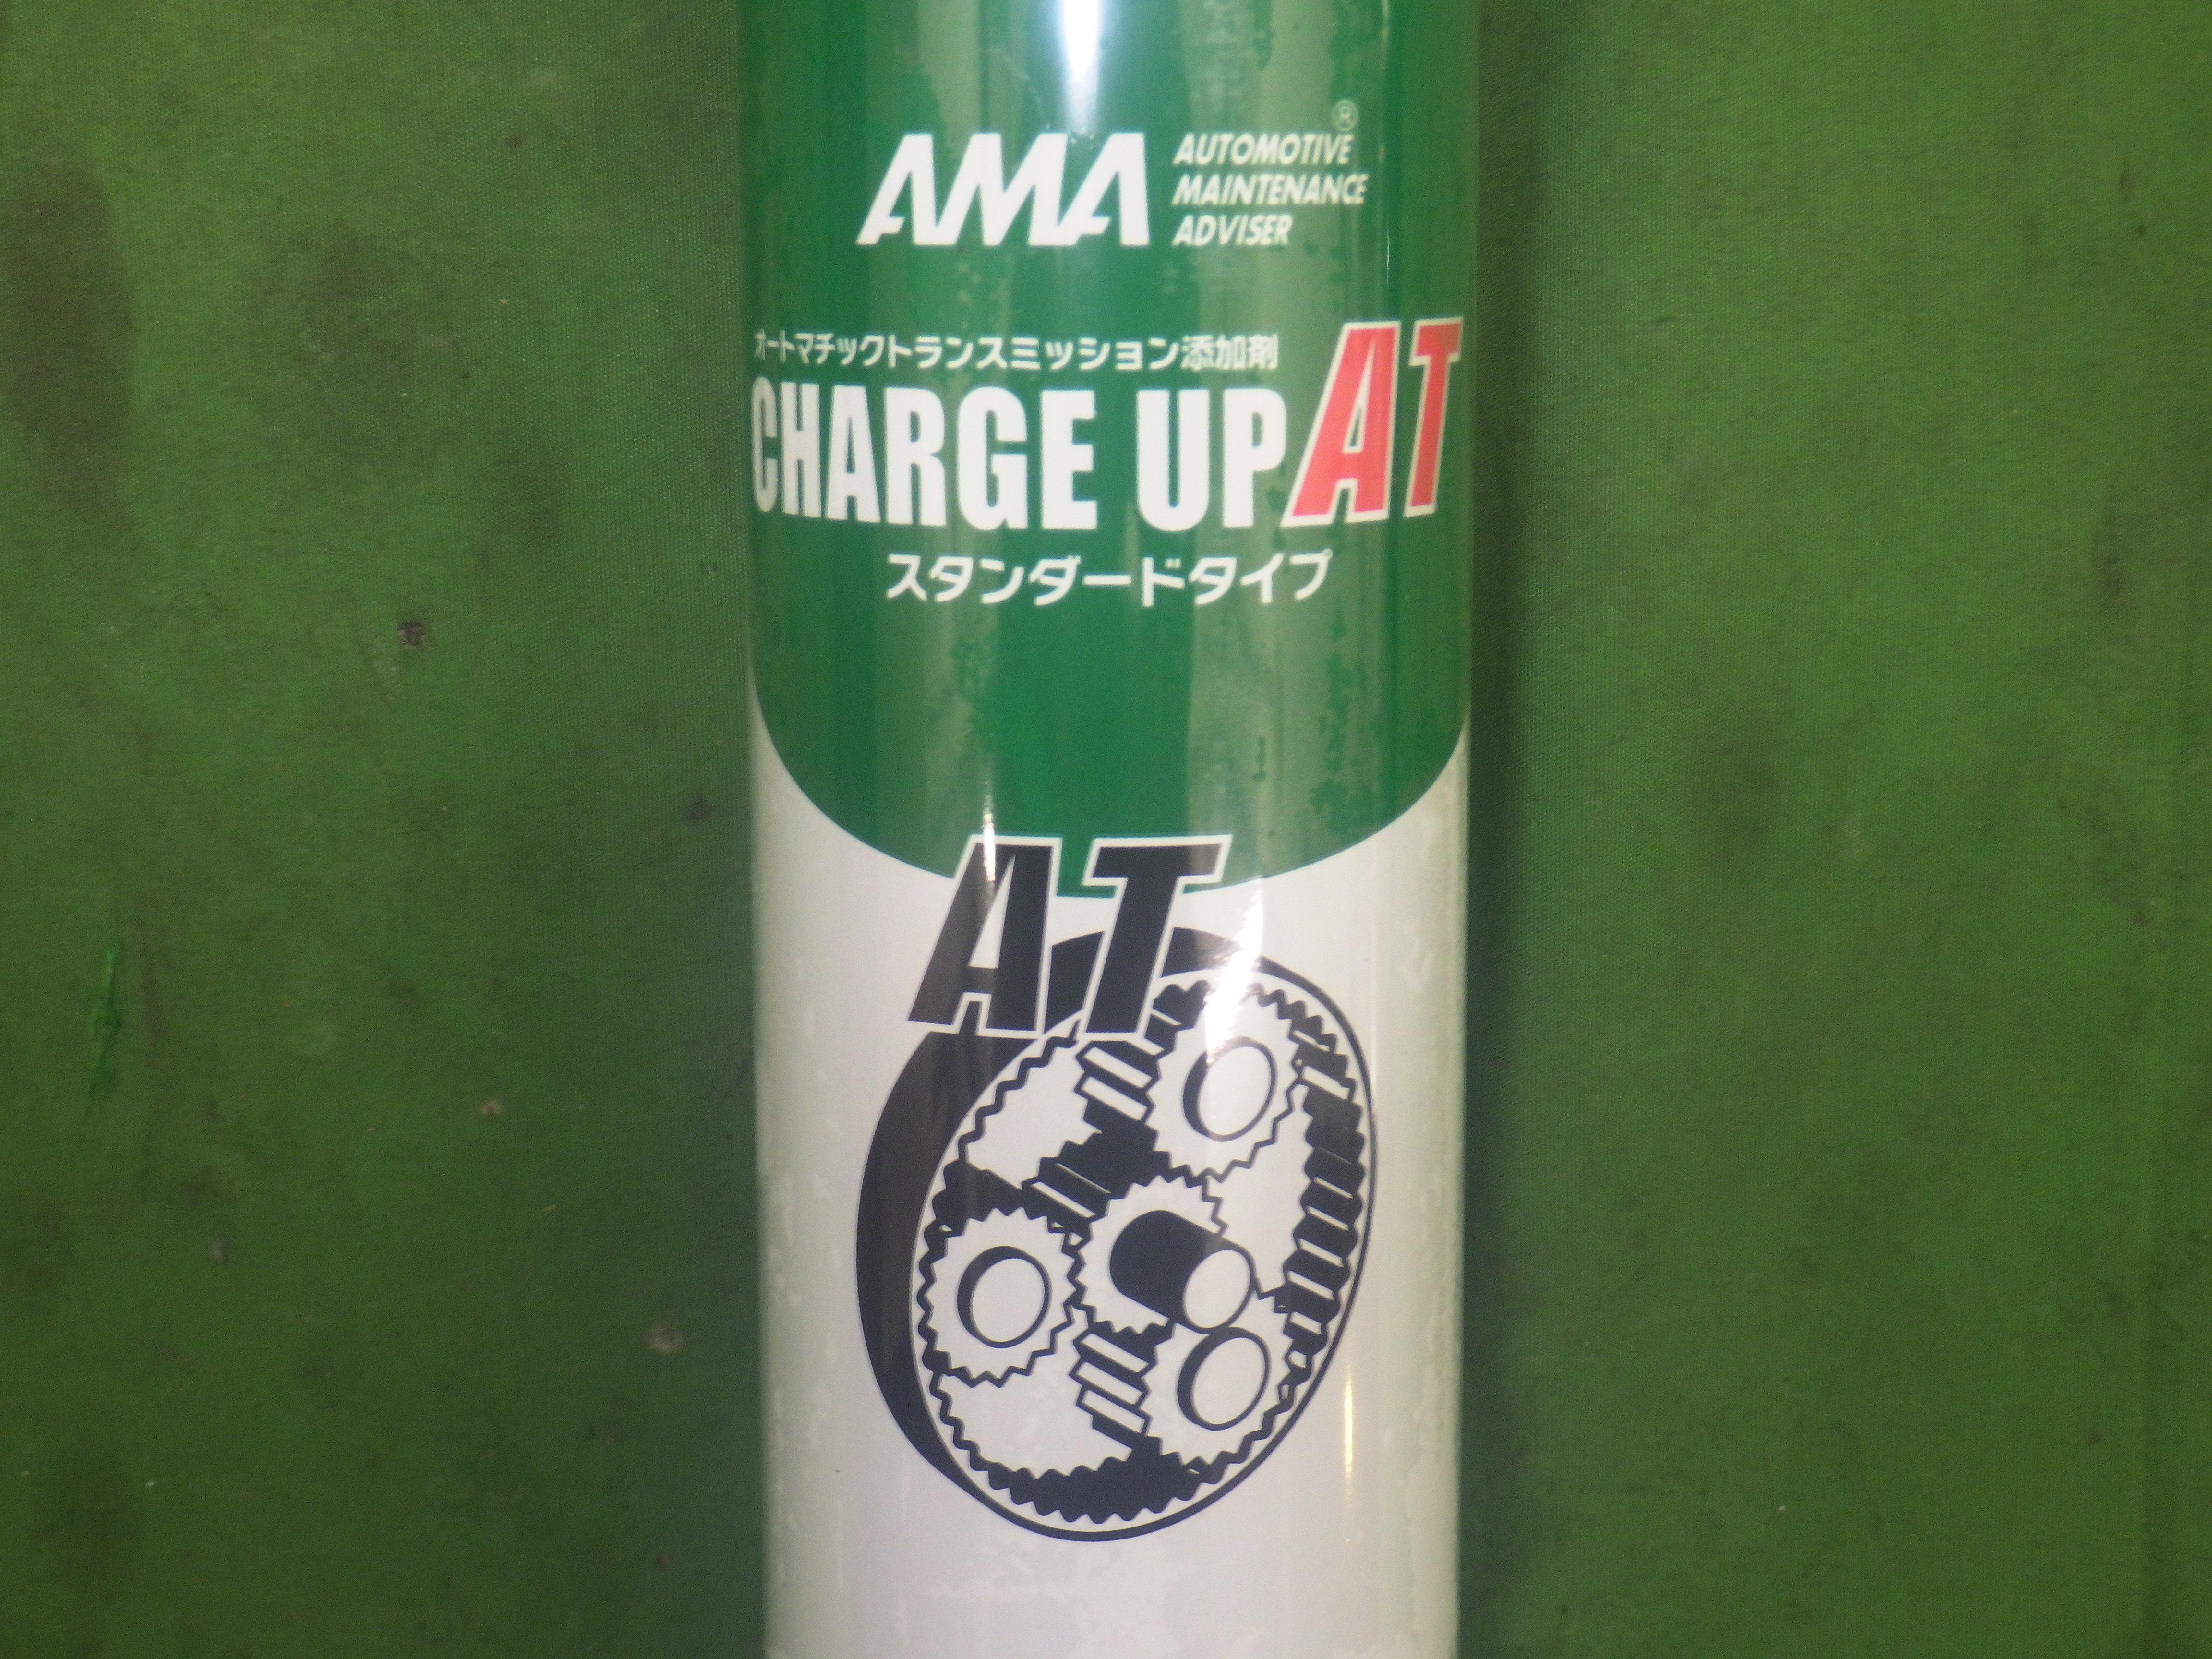 AMA AUTOMOTIVE®
MAINTENANCE
ADVISER
オートマチックトランスミッション添加剤
CHARGE UP AT
スタンダードタイプ
AT